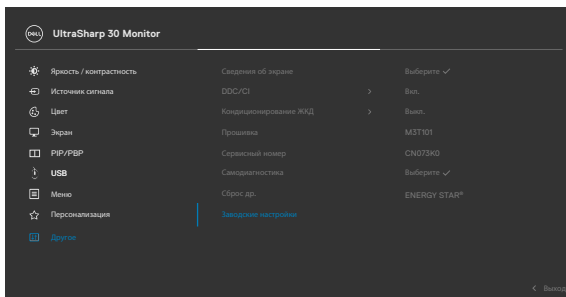 DELL UltraSharp 30 Monitor
Яркость / контрастность Сведения об экране Выберите ✓
Источник сигнала DDC/CI > Вкл.
Цвет Кондиционирование ЖКД > Выкл.
Экран Прошивка M3T101
PIP/PBP Сервисный номер CN073K0
USB Самодиагностика Выберите ✓
Меню Сброс др. ENERGY STAR®
Персонализация Заводские настройки
Другое
< Выход